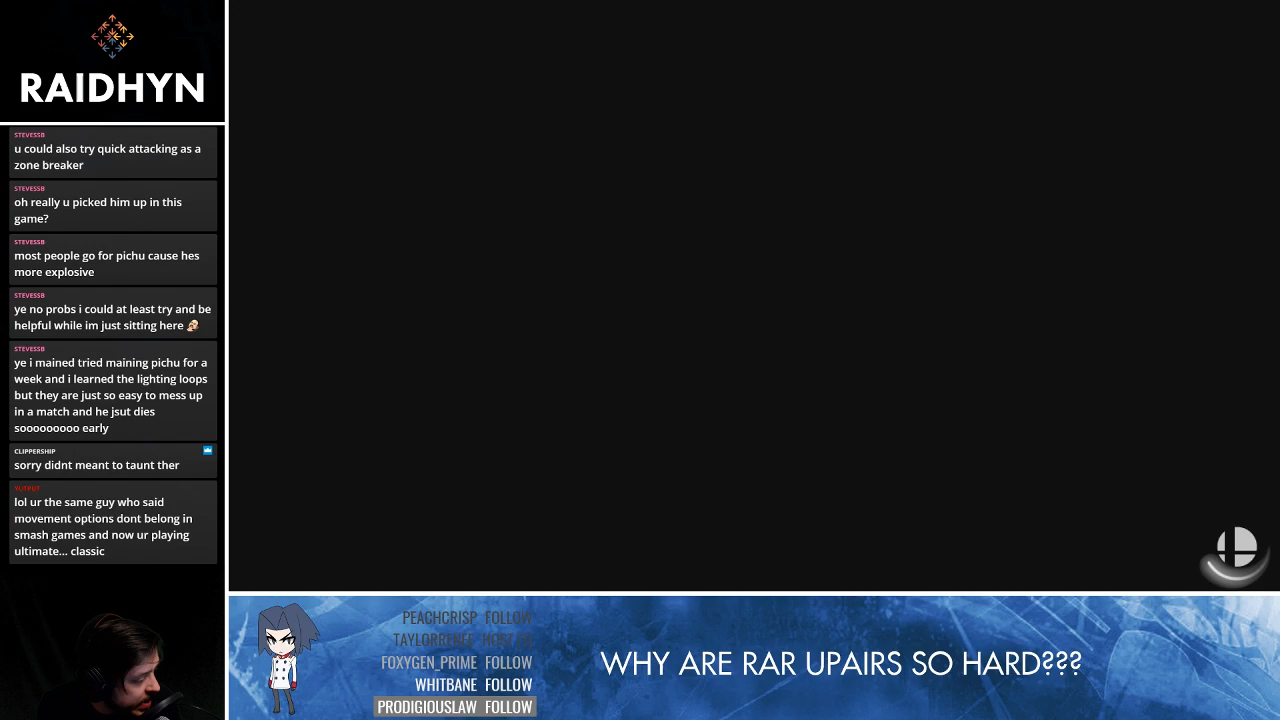 RAIDHYN
STEVESSB
u could also try quick attacking as a
zone breaker
STEVESSB
oh really u picked him up in this
game?
STEVESSB
most people go for pichu cause hes
more explosive
STEVESSB
ye no probs i could at least try and be
helpful while im just sitting here
STEVESSB
ye i mained tried maining pichu for a
week and i learned the lighting loops
but they are just so easy to mess up
in a match and he jsut dies
sooooooooo early
CLIPPERSHIP
sorry didnt meant to taunt ther
YUTPUT
lol ur the same guy who said
movement options dont belong in
smash games and now ur playing
ultimate... classic
PEACHCRISP FOLLOW
TAYLORRENEE
FOXYGEN_PRIME FOLLOW
WHITBANE FOLLOW
PRODIGIOUSLAW FOLLOW
WHY ARE RAR UPAIRS SO HARD???